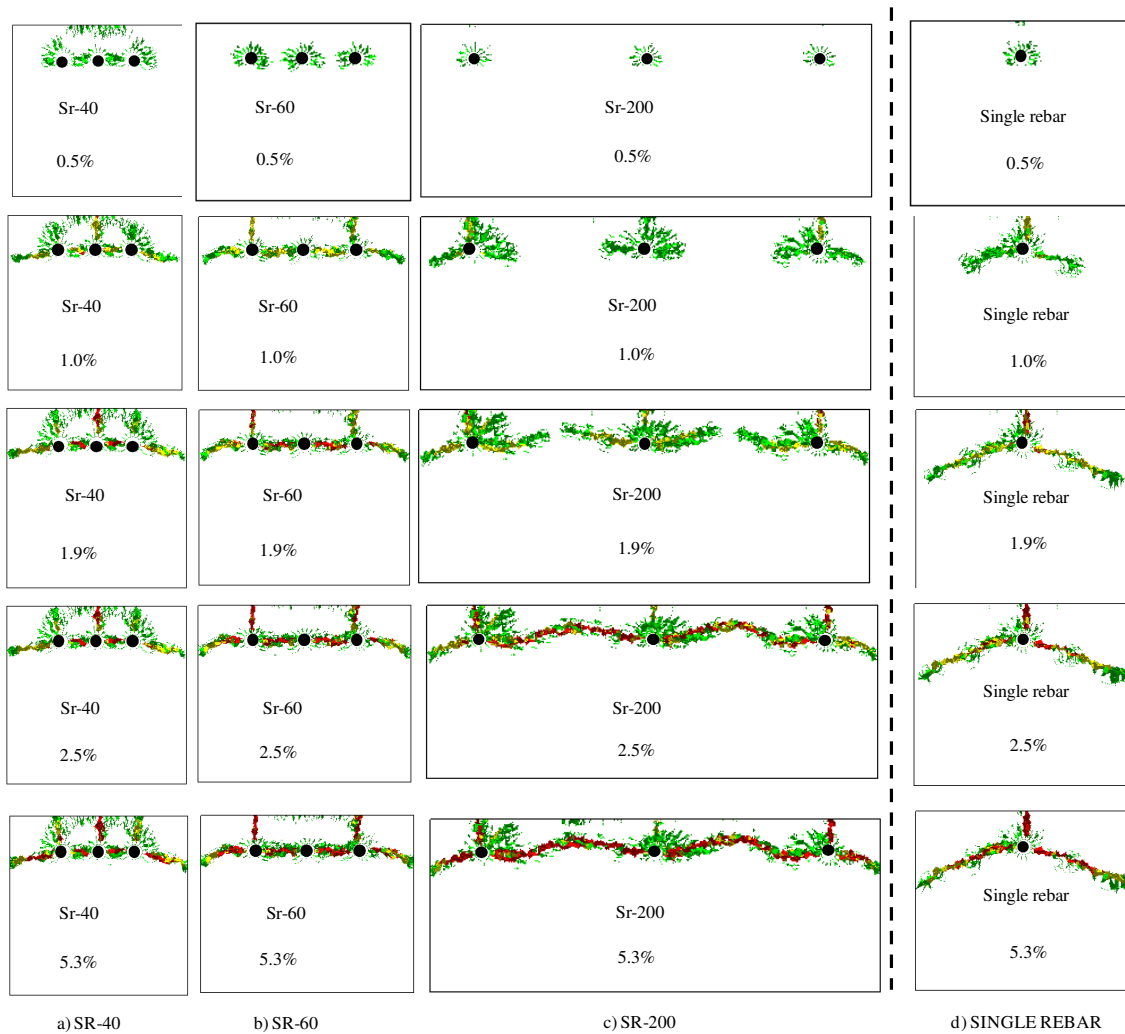 Sr-40
0.5%
Sr-60
0.5%
Sr-200
0.5%
Single rebar
0.5%
Sr-40
1.0%
Sr-60
1.0%
Sr-200
1.0%
Single rebar
1.0%
Sr-40
1.9%
Sr-60
1.9%
Sr-200
1.9%
Single rebar
1.9%
Sr-40
2.5%
Sr-60
2.5%
Sr-200
2.5%
Single rebar
2.5%
Sr-40
5.3%
Sr-60
5.3%
Sr-200
5.3%
Single rebar
5.3%
a) SR-40
b) SR-60
c) SR-200
d) SINGLE REBAR